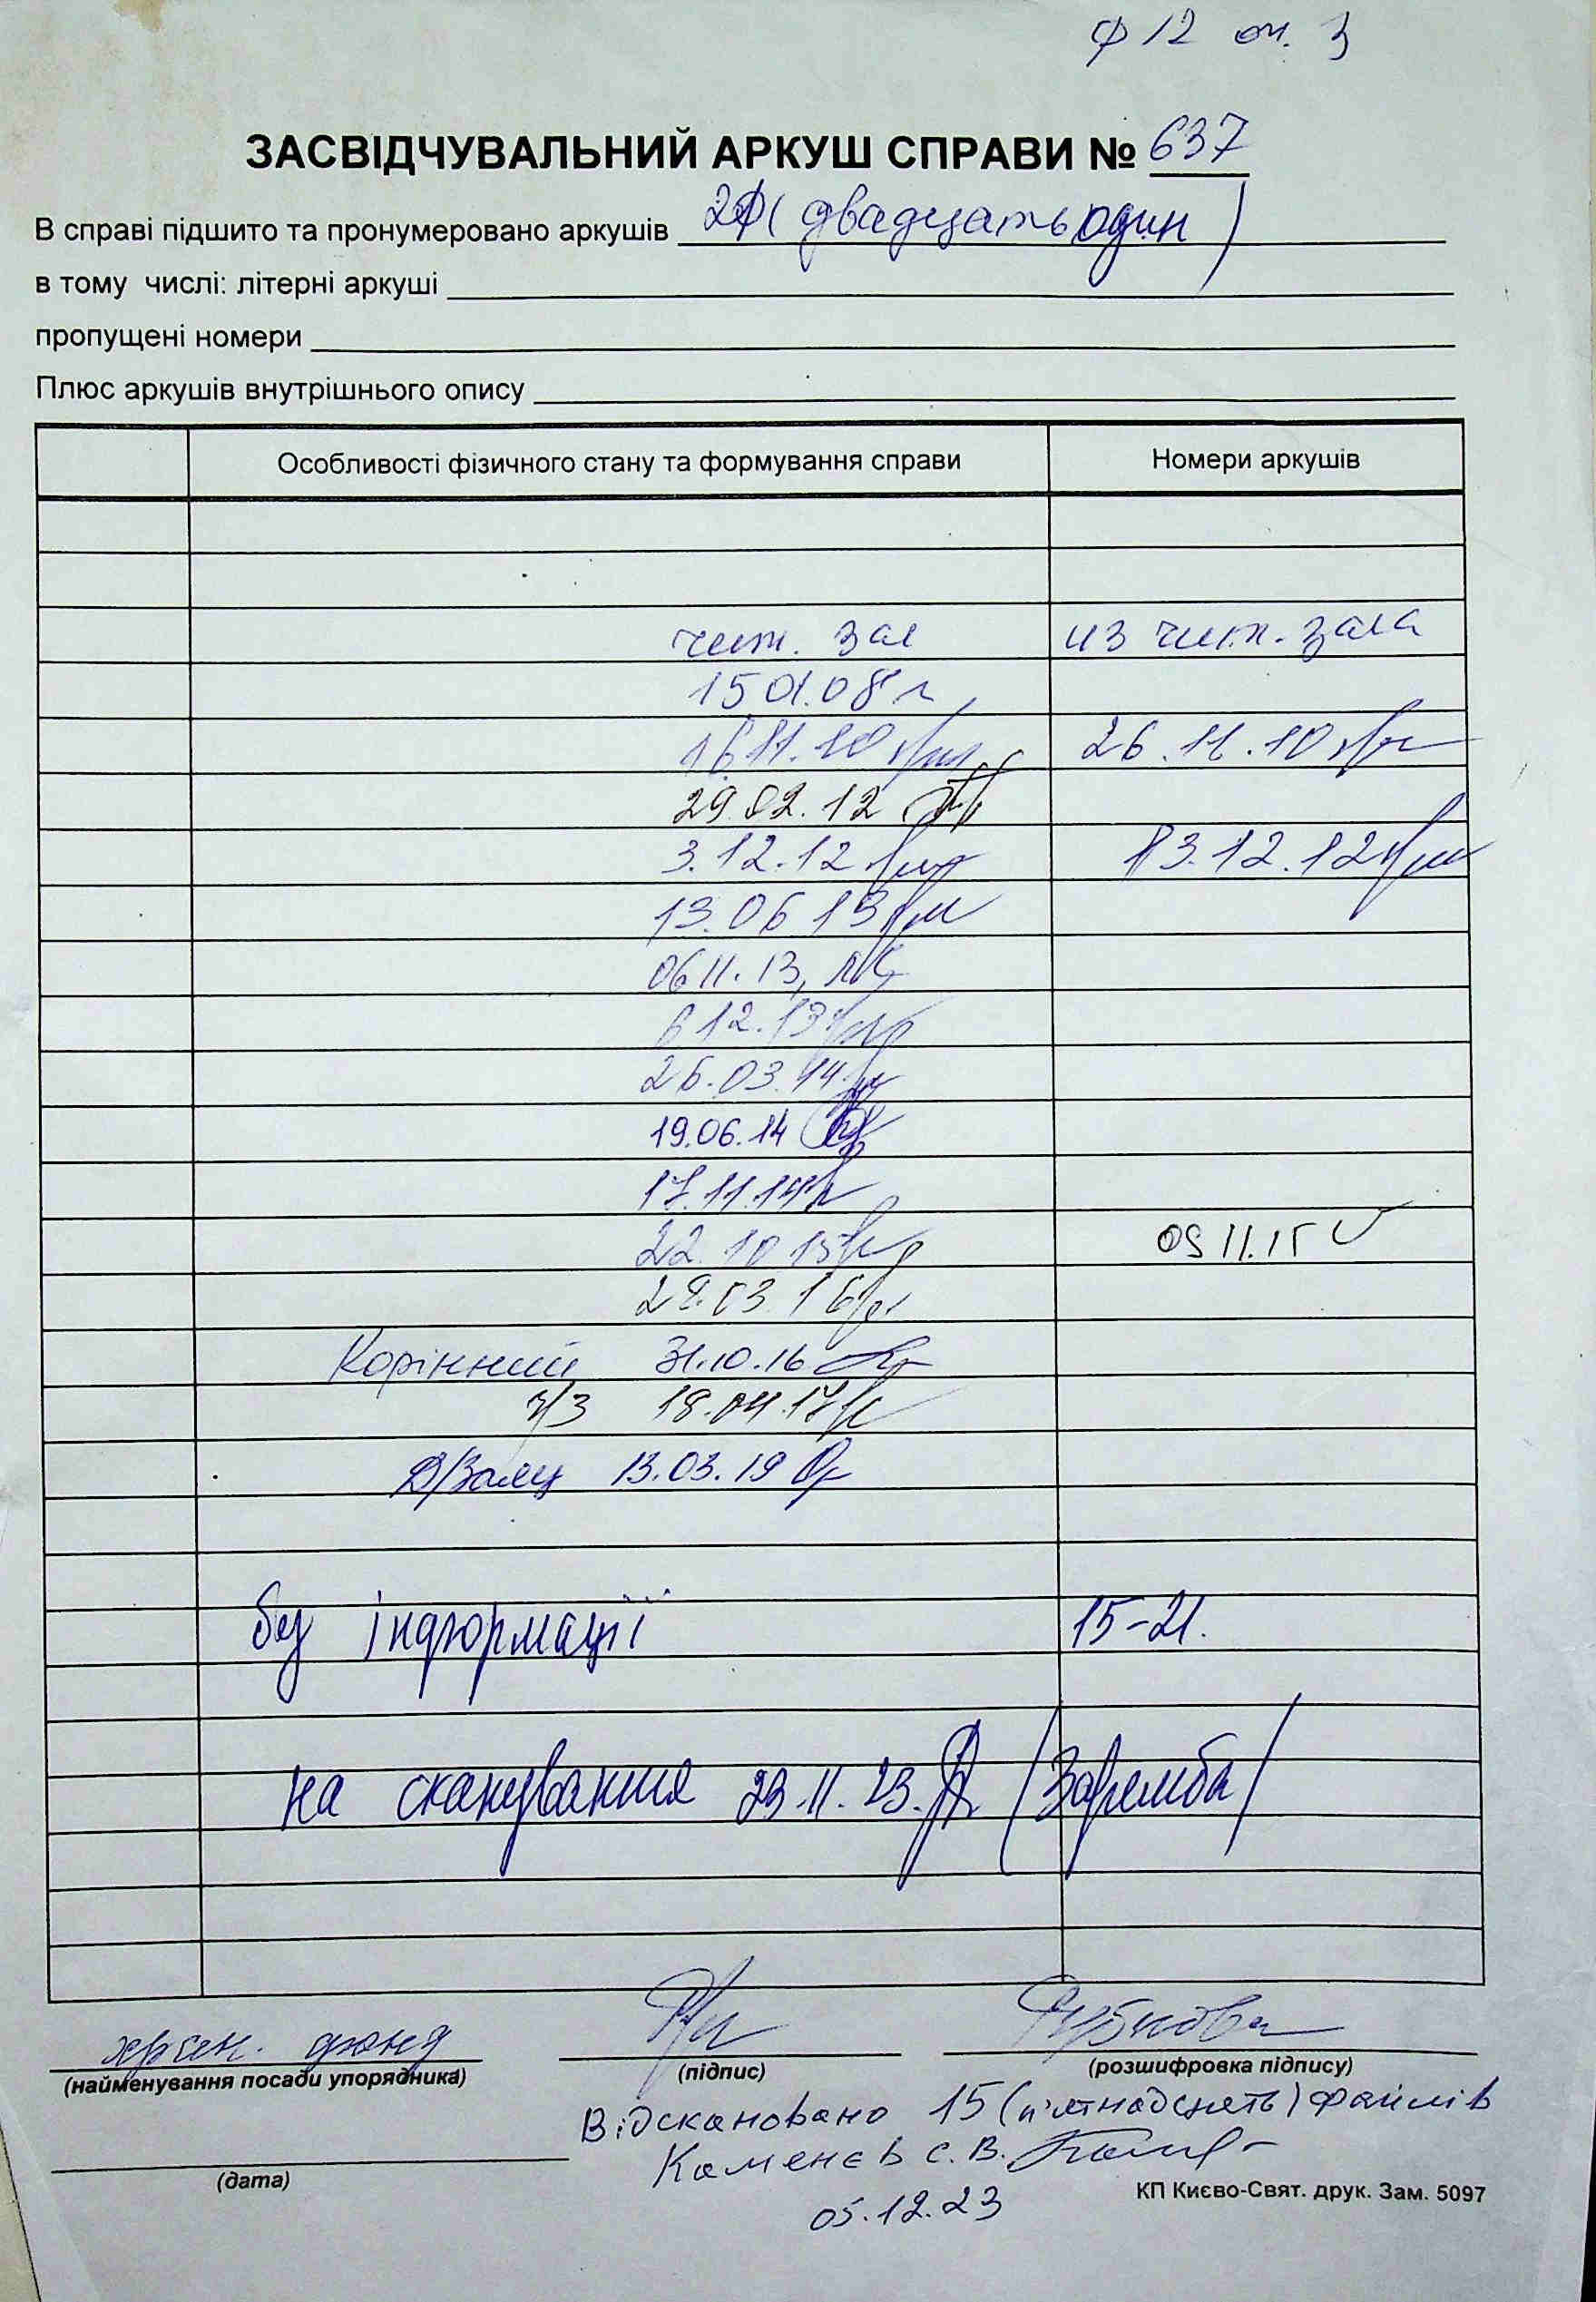 ф 12 оп. 3
ЗАСВІДЧУВАЛЬНИЙ АРКУШ СПРАВИ № 637
В справі підшито та пронумеровано аркушів 21 (двадцать один)
в тому числі: літерні аркуші
пропущені номери
Плюс аркушів внутрішнього опису
Особливості фізичного стану та формування справи Номери аркушів
чит. зал из чит. зала
15 01.08 г
16.11.10 26.11.10
29.02.12
3.12.12 13.12.12
13.06 13
06 11. 13,
6 12.13
26.03.14
19.06.14
17.11.14
22.10 15 09 11.15
29.03 16
Корінний 31.10.16
ч/з 18.04.17
13.03.19
без інформації 15-21.
на сканування 23.11.23. /Заремба/
фонд
(найменування посади упорядника) (підпис) (розшифровка підпису)
Відскановано 15 (п'ятнадцять) файлів
Каменєв С.В.
(дата)
КП Києво-Свят. друк. Зам. 5097
05.12.23